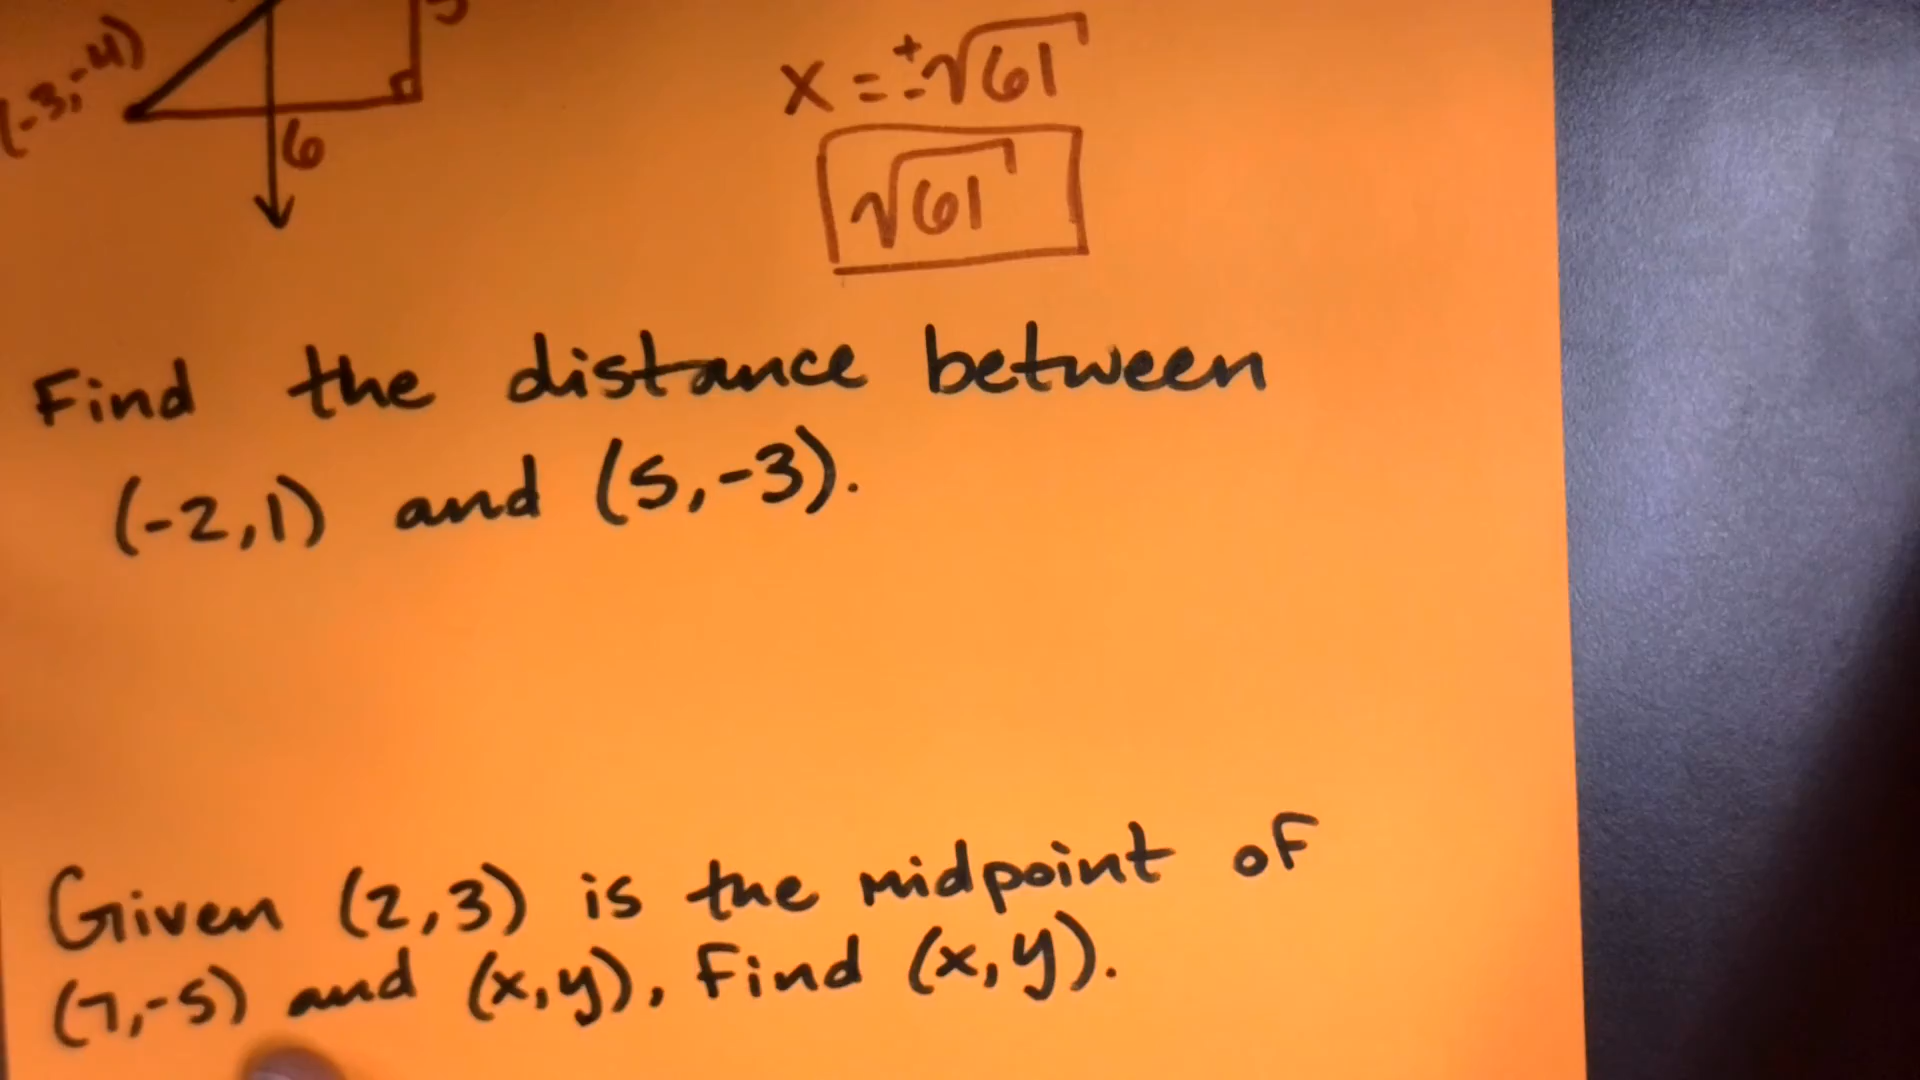 (-3,-4)
5
6
x = ±√61
√61
Find the distance between
(-2,1) and (5,-3).
Given (2,3) is the midpoint of
(7,-5) and (x,y), Find (x,y).